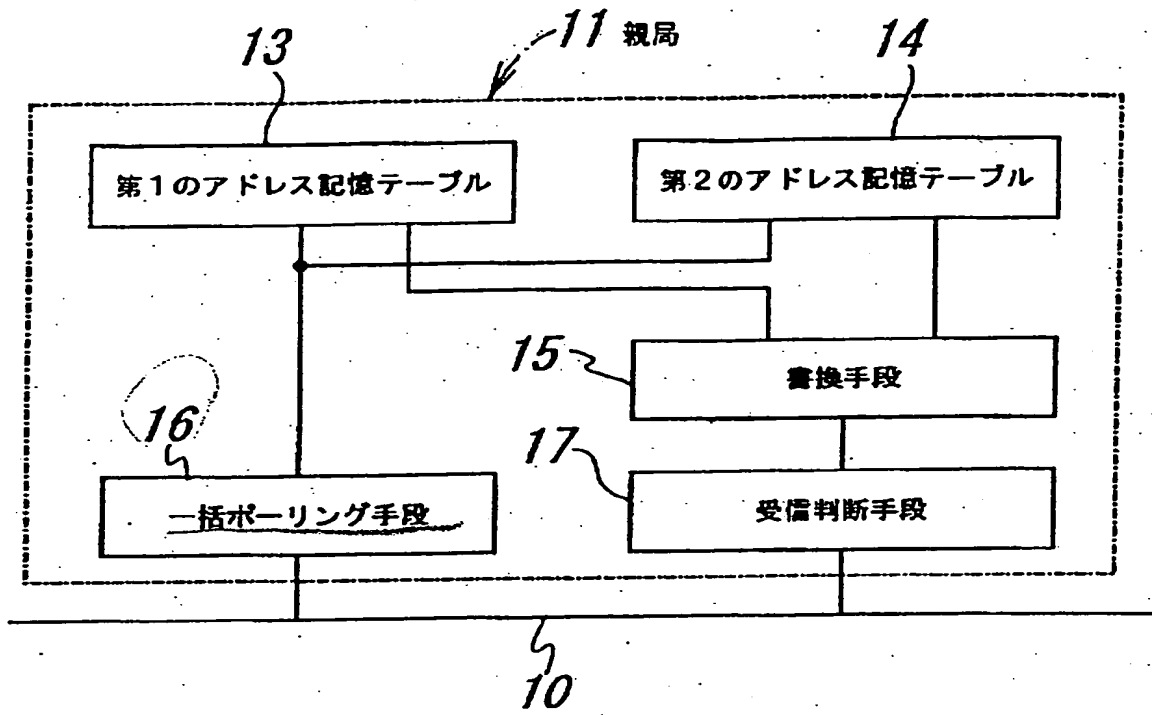 11 親局
13
14
第1のアドレス記憶テーブル
第2のアドレス記憶テーブル
15
書換手段
16
17
一括ポーリング手段
受信判断手段
10